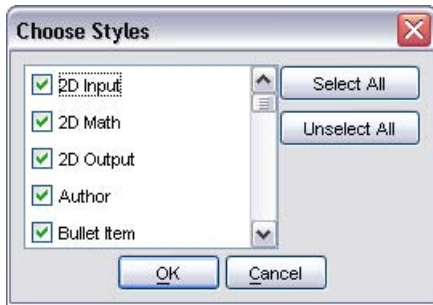 Choose Styles
2D Input
2D Math
2D Output
Author
Bullet Item
Select All
Unselect All
OK
Cancel